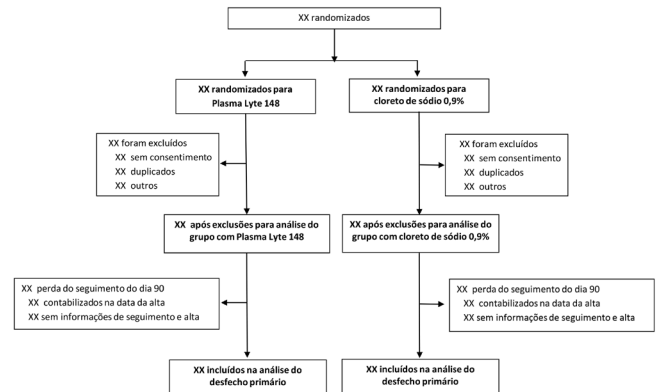 XX randomizados
XX randomizados para
Plasma Lyte 148
XX randomizados para
cloreto de sódio 0,9%
XX foram excluídos
XX sem consentimento
XX duplicados
XX outros
XX foram excluídos
XX sem consentimento
XX duplicados
XX outros
XX após exclusões para análise do
grupo com Plasma Lyte 148
XX após exclusões para análise do
grupo com cloreto de sódio 0,9%
XX perda do seguimento do dia 90
XX contabilizados na data da alta
XX sem informações de seguimento e alta
XX perda do seguimento do dia 90
XX contabilizados na data da alta
XX sem informações de seguimento e alta
XX incluídos na análise do
desfecho primário
XX incluídos na análise do
desfecho primário